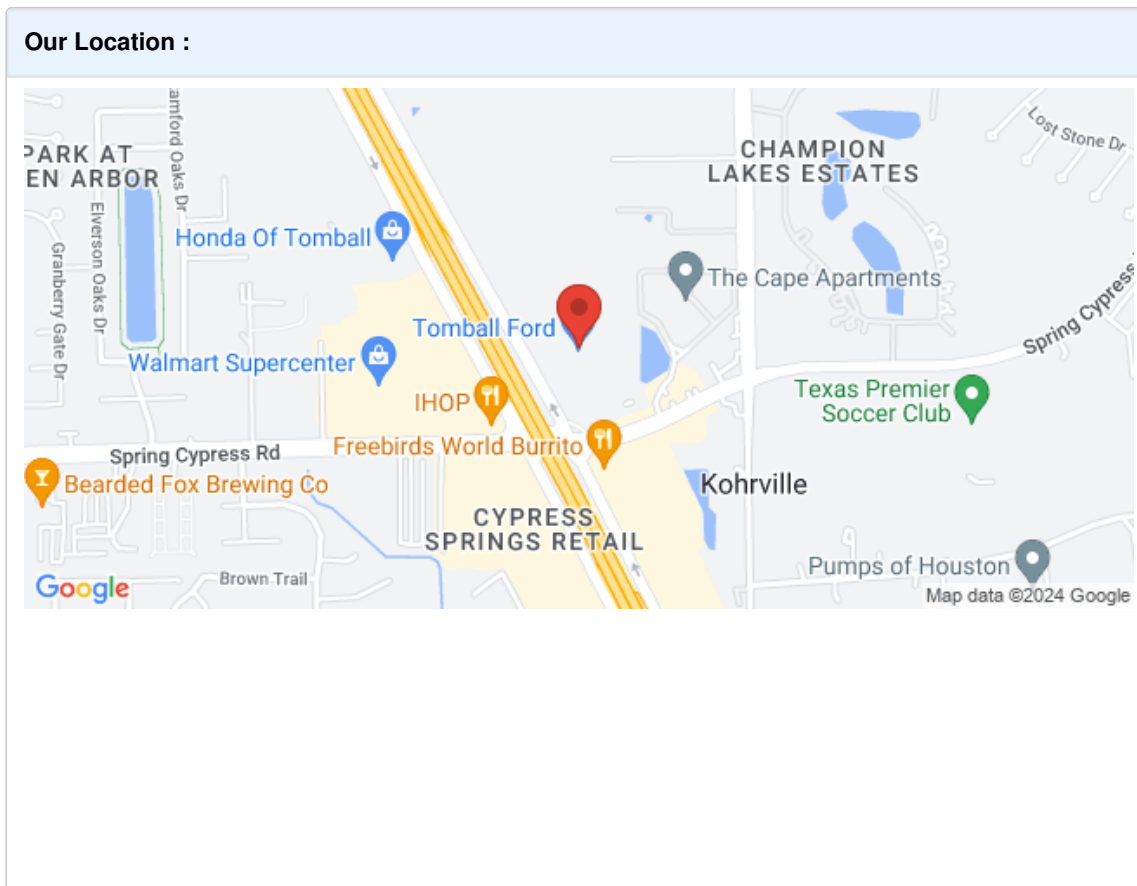 Our Location :
PARK AT
EN ARBOR
amford Oaks Dr
Elverson Oaks Dr
Granberry Gate Dr
Honda Of Tomball
CHAMPION
LAKES ESTATES
Lost Stone Dr
The Cape Apartments
Tomball Ford
Walmart Supercenter
Spring Cypress
IHOP
Texas Premier
Soccer Club
Freebirds World Burrito
Spring Cypress Rd
Bearded Fox Brewing Co
Kohrville
CYPRESS
SPRINGS RETAIL
Brown Trail
Pumps of Houston
Google
Map data ©2024 Google